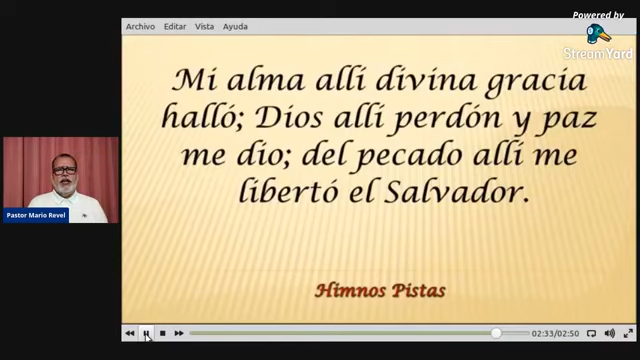 Powered by
StreamYard
Archivo Editar Vista Ayuda
Mi alma allí divina gracia
halló; Dios allí perdón y paz
me dio; del pecado allí me
libertó el Salvador.
Himnos Pistas
Pastor Mario Revel
02:33/02:50